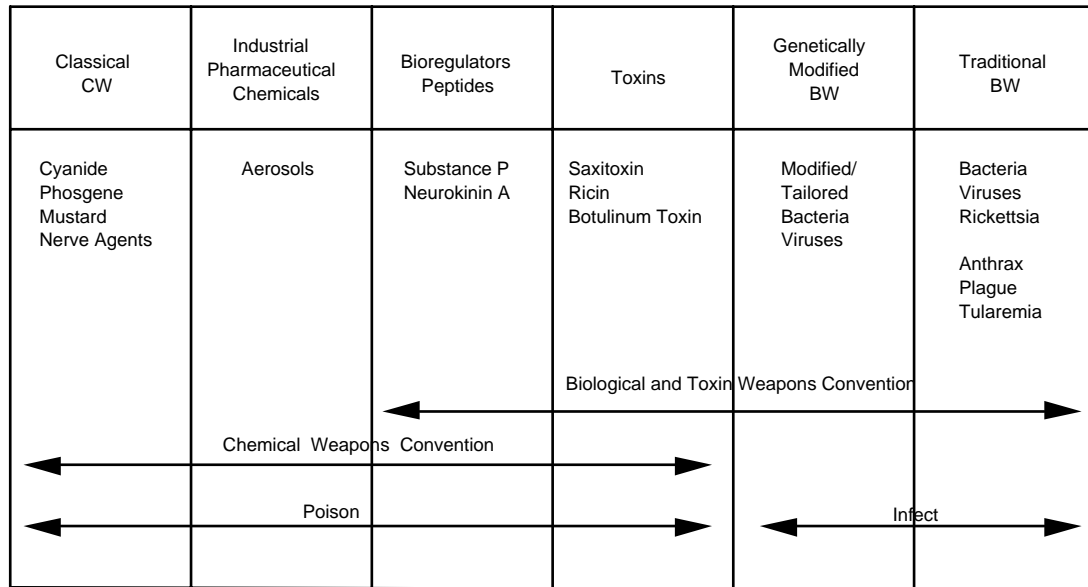 Classical
CW
Industrial
Pharmaceutical
Chemicals
Bioregulators
Peptides
Toxins
Genetically
Modified
BW
Traditional
BW
Cyanide
Phosgene
Mustard
Nerve Agents
Aerosols
Substance P
Neurokinin A
Saxitoxin
Ricin
Botulinum Toxin
Modified/
Tailored
Bacteria
Viruses
Bacteria
Viruses
Rickettsia
Anthrax
Plague
Tularemia
Biological and Toxin Weapons Convention
Chemical Weapons Convention
Poison
Infect